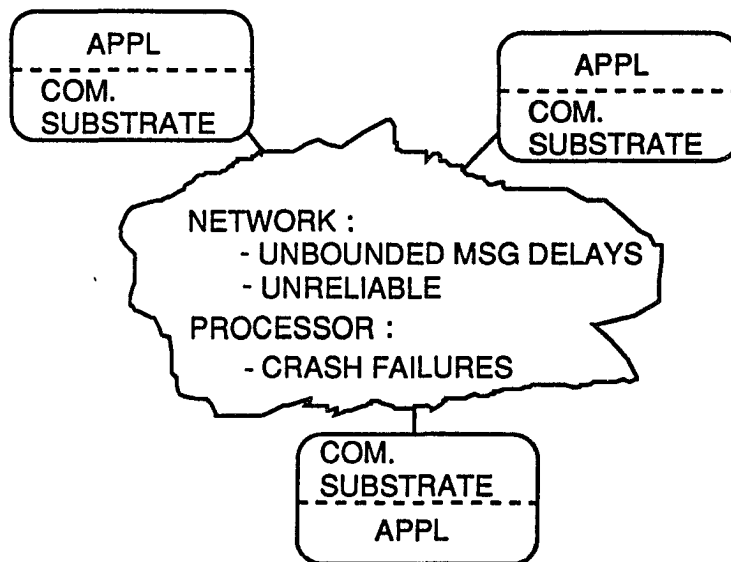 APPL
COM.
SUBSTRATE
APPL
COM.
SUBSTRATE
NETWORK :
- UNBOUNDED MSG DELAYS
- UNRELIABLE
PROCESSOR :
- CRASH FAILURES
COM.
SUBSTRATE
APPL